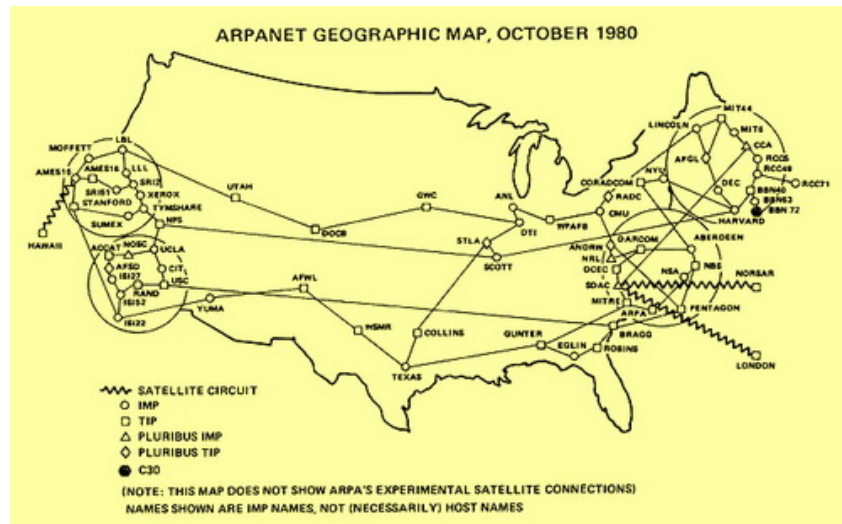 ARPANET GEOGRAPHIC MAP, OCTOBER 1980
MIT44
LINCOLN
MIT6
CCA
LBL
MOFFETT
RCC5
RCC49
AFGL
AMES15
AMES16
LLL
NYU
RCC71
SRI2
CORADCOM
DEC
BBN40
SRI51
UTAH
RADC
XEROX
BBN63
STANFORD
GWC
ANL
TYMSHARE
BBN 72
CMU
HARVARD
SUMEX
NPS
WPAFB
DOCB
DTI
HAWAII
STLA
ANDRW
DARCOM
ABERDEEN
ACCAT
NOSC
UCLA
NRL
SCOTT
AFSD
CIT
DCEC
NSA
NBS
NORSAR
ISI27
USC
AFWL
SDAC
RAND
ISI52
MITRE
YUMA
ARPA
PENTAGON
ISI22
WSMR
COLLINS
GUNTER
BRAGG
EGLIN
ROBINS
LONDON
TEXAS
SATELLITE CIRCUIT
IMP
TIP
PLURIBUS IMP
PLURIBUS TIP
C30
(NOTE: THIS MAP DOES NOT SHOW ARPA'S EXPERIMENTAL SATELLITE CONNECTIONS)
NAMES SHOWN ARE IMP NAMES, NOT (NECESSARILY) HOST NAMES